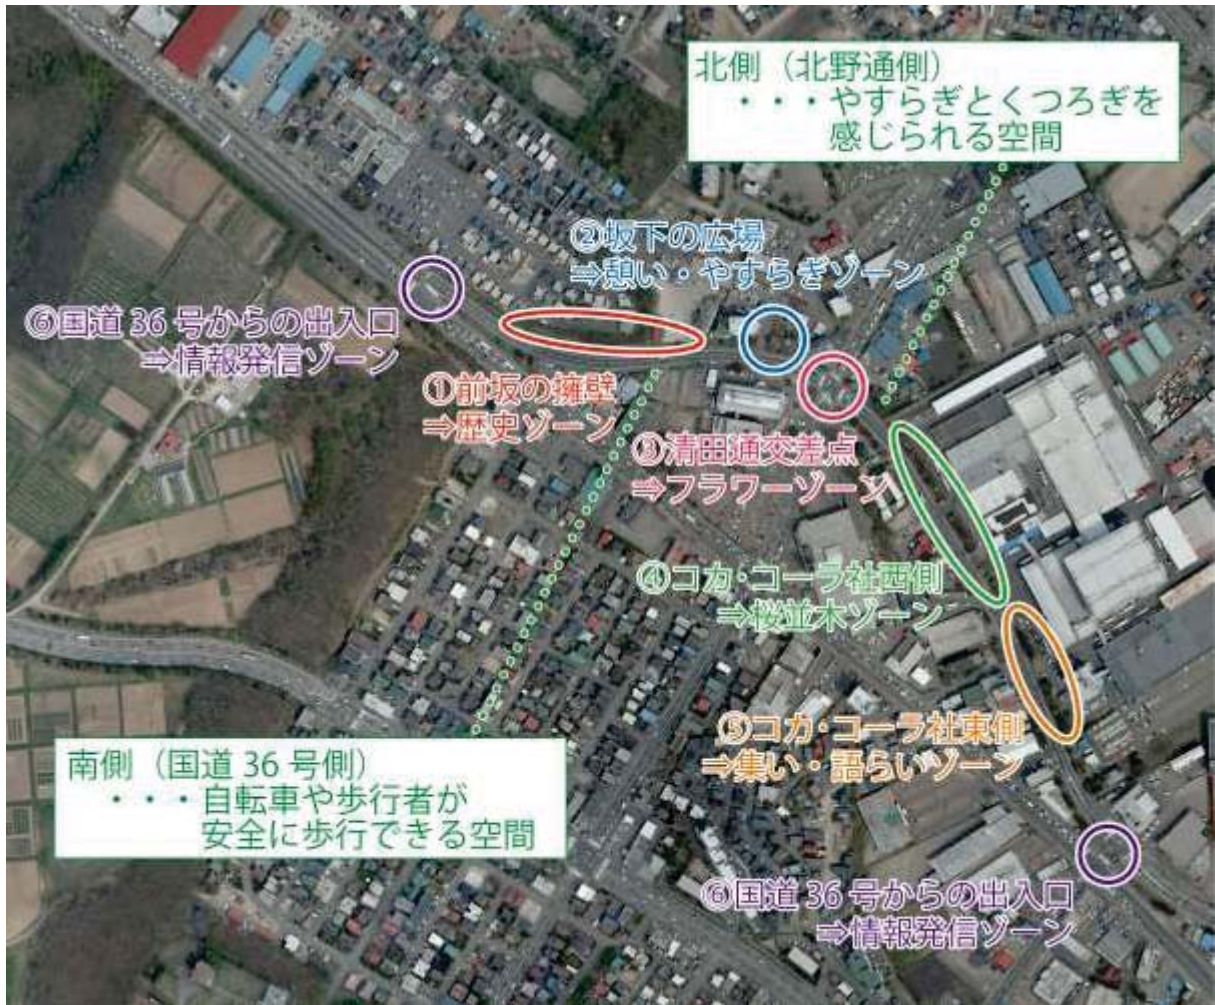 北側（北野通側）
・・・やすらぎとくつろぎを
感じられる空間
②坂下の広場
⇒憩い・やすらぎゾーン
⑥国道 36 号からの出入口
⇒情報発信ゾーン
①前坂の擁壁
⇒歴史ゾーン
③清田通交差点
⇒フラワーゾーン
④コカ・コーラ社西側
⇒桜並木ゾーン
⑤コカ・コーラ社東側
⇒集い・語らいゾーン
南側（国道 36 号側）
・・・自転車や歩行者が
安全に歩行できる空間
⑥国道 36 号からの出入口
⇒情報発信ゾーン